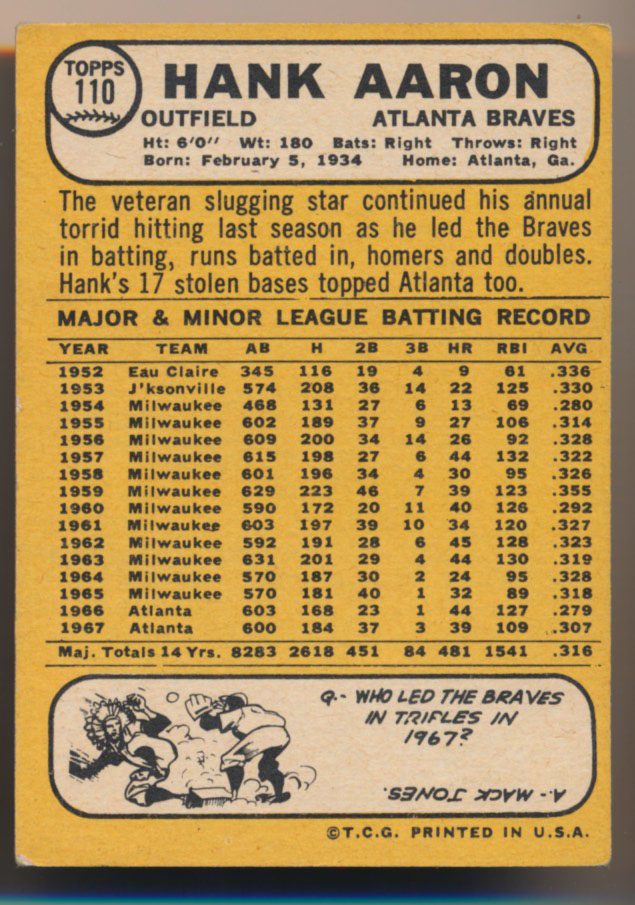 TOPPS
110
HANK AARON
OUTFIELD ATLANTA BRAVES
Ht: 6'0" Wt: 180 Bats: Right Throws: Right
Born: February 5, 1934 Home: Atlanta, Ga.
The veteran slugging star continued his annual
torrid hitting last season as he led the Braves
in batting, runs batted in, homers and doubles.
Hank's 17 stolen bases topped Atlanta too.
MAJOR & MINOR LEAGUE BATTING RECORD
YEAR TEAM AB H 2B 3B HR RBI AVG
1952 Eau Claire 345 116 19 4 9 61 .336
1953 J'ksonville 574 208 36 14 22 125 .330
1954 Milwaukee 468 131 27 6 13 69 .280
1955 Milwaukee 602 189 37 9 27 106 .314
1956 Milwaukee 609 200 34 14 26 92 .328
1957 Milwaukee 615 198 27 6 44 132 .322
1958 Milwaukee 601 196 34 4 30 95 .326
1959 Milwaukee 629 223 46 7 39 123 .355
1960 Milwaukee 590 172 20 11 40 126 .292
1961 Milwaukee 603 197 39 10 34 120 .327
1962 Milwaukee 592 191 28 6 45 128 .323
1963 Milwaukee 631 201 29 4 44 130 .319
1964 Milwaukee 570 187 30 2 24 95 .328
1965 Milwaukee 570 181 40 1 32 89 .318
1966 Atlanta 603 168 23 1 44 127 .279
1967 Atlanta 600 184 37 3 39 109 .307
Maj. Totals 14 Yrs. 8283 2618 451 84 481 1541 .316
Q.- WHO LED THE BRAVES
IN TRIFLES IN
1967?
A.- MACK JONES.
©T.C.G. PRINTED IN U.S.A.